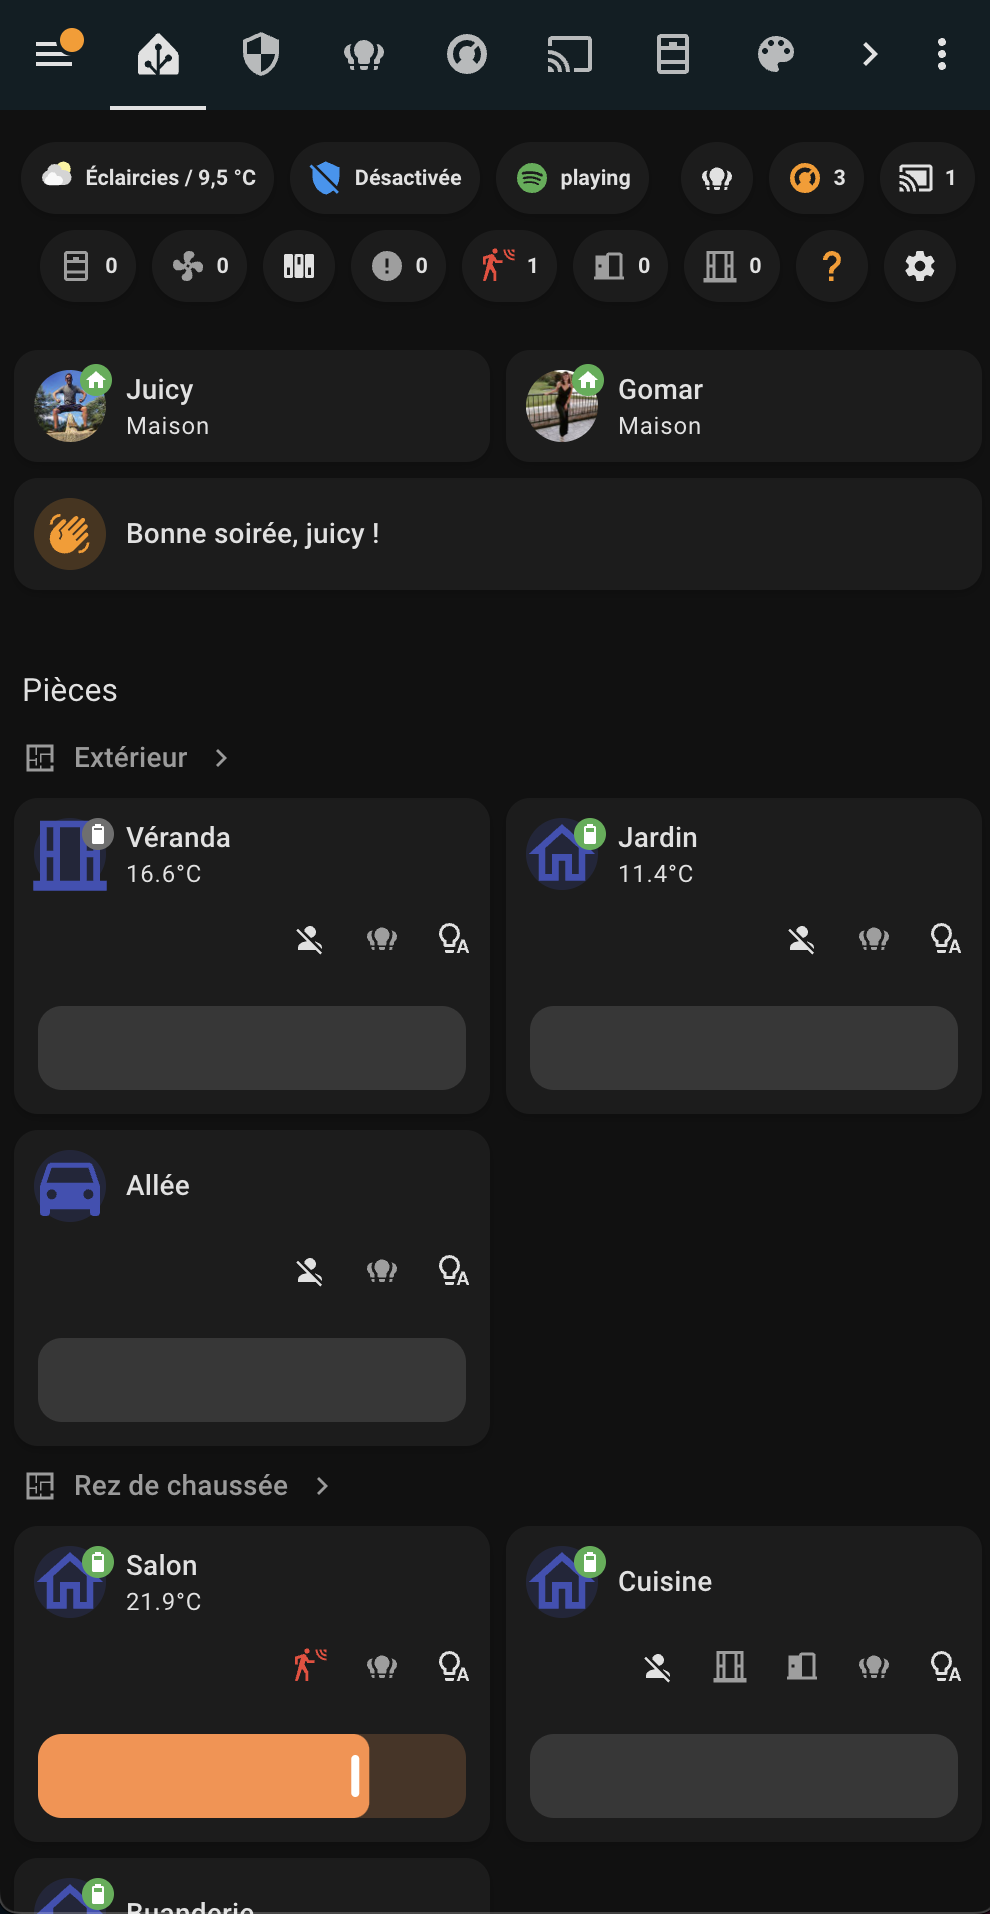 Éclaircies / 9,5 °C
Désactivée
playing
3
1
0
0
0
1
0
0
?
Juicy
Maison
Gomar
Maison
Bonne soirée, juicy !
Pièces
Extérieur
Véranda
16.6°C
Jardin
11.4°C
A
A
Allée
A
Rez de chaussée
Salon
21.9°C
Cuisine
A
A
Buanderie